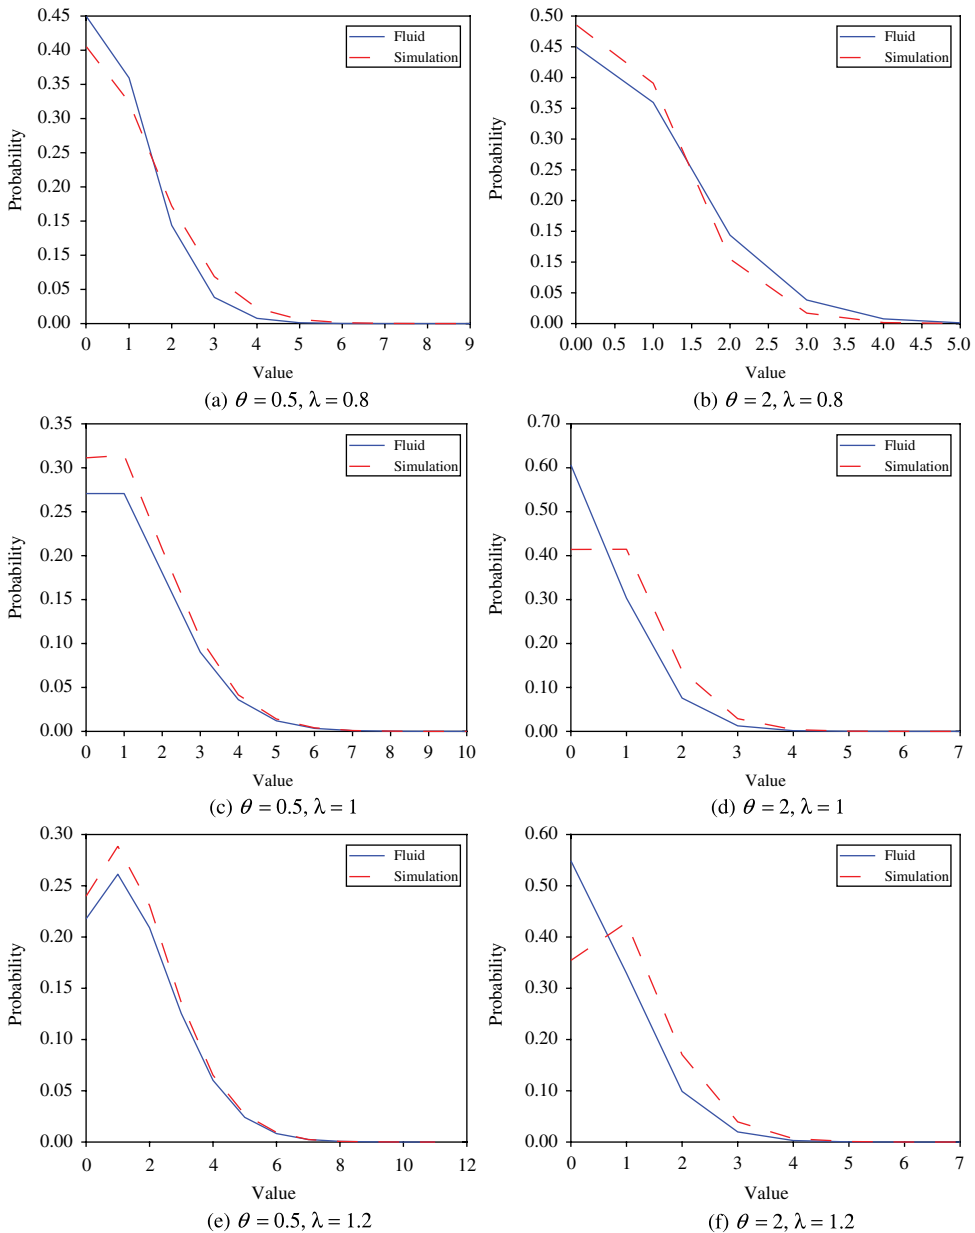 0.45
0.40
0.35
0.30
0.45
0.20
0.15
0.15
0.05
0.00
Probability
Fluid
Simulation
0 1 2 3 4 5 6 7 8 9
Value
(a) θ = 0.5, λ = 0.8
0.50
0.45
0.40
0.35
0.30
0.25
0.20
0.15
0.05
0.00
Probability
Fluid
Simulation
0.00 0.5 1.0 1.5 2.0 2.5 3.0 3.5 4.0 4.5 5.0
Value
(b) θ = 2, λ = 0.8
0.35
0.30
0.25
0.20
0.15
0.10
0.05
0.00
Probability
Fluid
Simulation
0 1 2 3 4 5 6 7 8 9 10
Value
(c) θ = 0.5, λ = 1
0.70
0.60
0.50
0.40
0.30
0.20
0.10
0.00
Probability
Fluid
Simulation
0 1 2 3 4 5 6 7
Value
(d) θ = 2, λ = 1
0.30
0.25
0.20
0.15
0.10
0.05
0.00
Probability
Fluid
Simulation
0 2 4 6 8 10 12
Value
(e) θ = 0.5, λ = 1.2
0.60
0.50
0.40
0.30
0.20
0.10
0.00
Probability
Fluid
Simulation
0 1 2 3 4 5 6 7
Value
(f) θ = 2, λ = 1.2